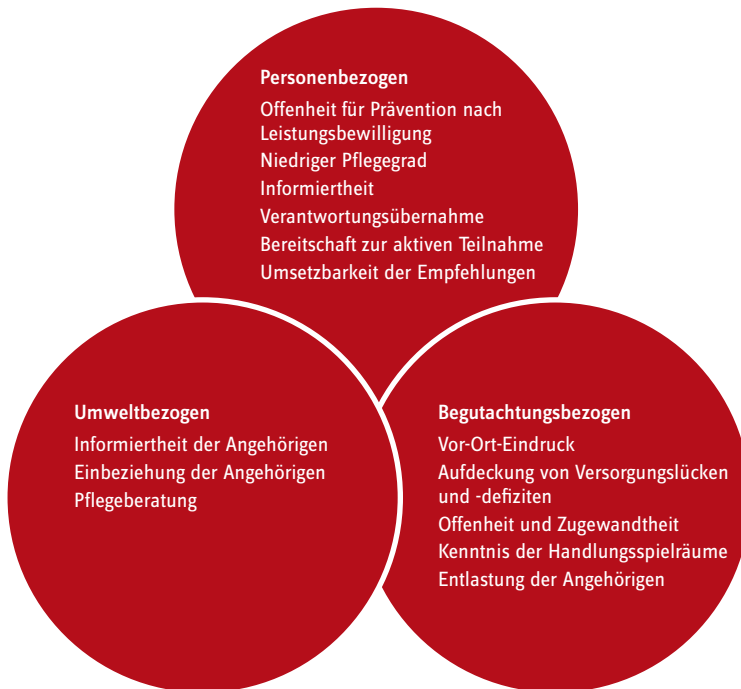 Personenbezogen
Offenheit für Prävention nach
Leistungsbewilligung
Niedriger Pflegegrad
Informiertheit
Verantwortungsübernahme
Bereitschaft zur aktiven Teilnahme
Umsetzbarkeit der Empfehlungen
Umweltbezogen
Informiertheit der Angehörigen
Einbeziehung der Angehörigen
Pflegeberatung
Begutachtungsbezogen
Vor-Ort-Eindruck
Aufdeckung von Versorgungslücken
und -defiziten
Offenheit und Zugewandtheit
Kenntnis der Handlungsspielräume
Entlastung der Angehörigen